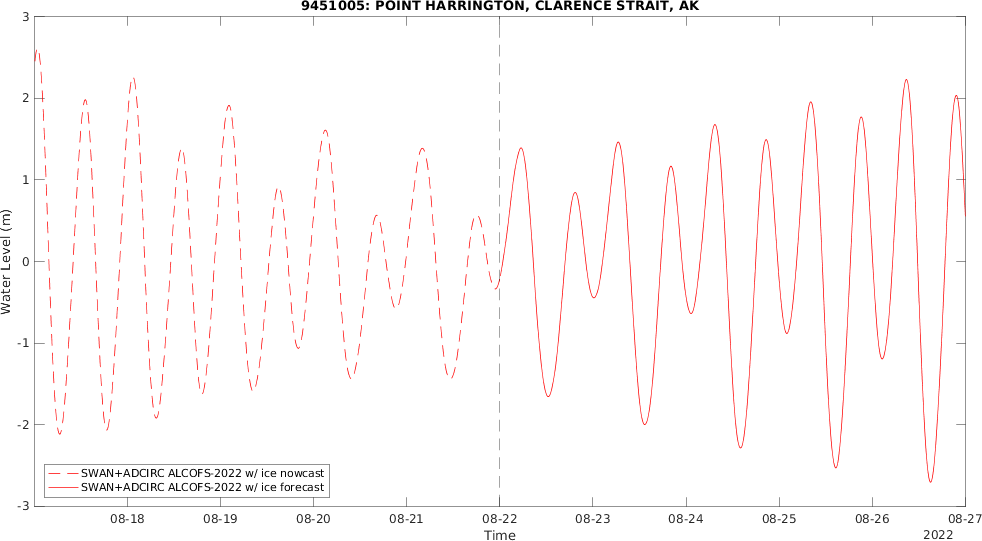 9451005: POINT HARRINGTON, CLARENCE STRAIT, AK
3
2
1
0
-1
-2
-3
Water Level (m)
SWAN+ADCIRC ALCOFS-2022 w/ ice nowcast
SWAN+ADCIRC ALCOFS-2022 w/ ice forecast
08-18 08-19 08-20 08-21 08-22 08-23 08-24 08-25 08-26 08-27
Time
2022